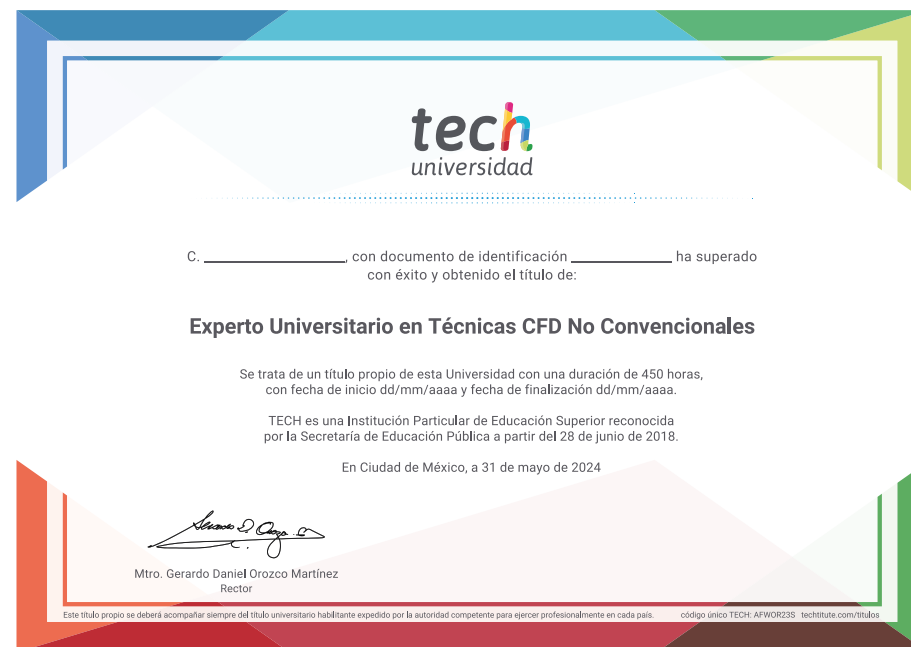 tech
universidad
C. ____________________, con documento de identificación ______________ ha superado
con éxito y obtenido el título de:
Experto Universitario en Técnicas CFD No Convencionales
Se trata de un título propio de esta Universidad con una duración de 450 horas,
con fecha de inicio dd/mm/aaaa y fecha de finalización dd/mm/aaaa.
TECH es una Institución Particular de Educación Superior reconocida
por la Secretaría de Educación Pública a partir del 28 de junio de 2018.
En Ciudad de México, a 31 de mayo de 2024
Mtro. Gerardo Daniel Orozco Martínez
Rector
Este título propio se deberá acompañar siempre del título universitario habilitante expedido por la autoridad competente para ejercer profesionalmente en cada país. código único TECH: AFWOR23S techtitute.com/titulos